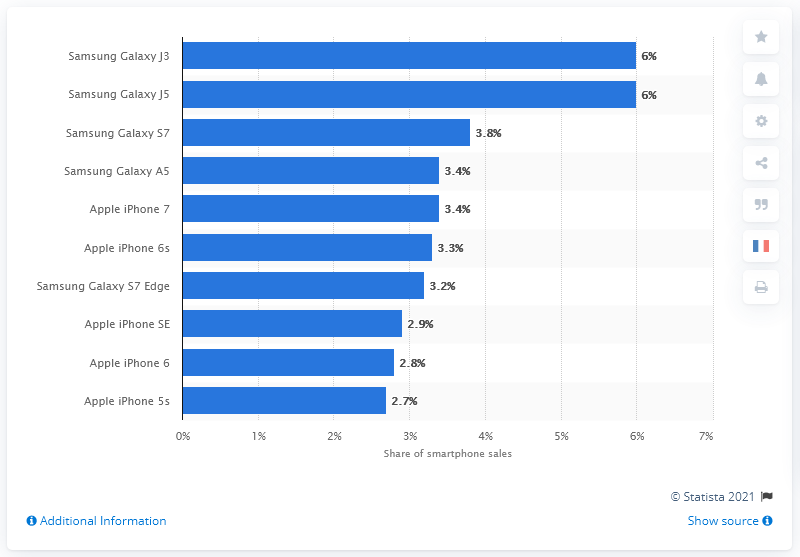 Samsung Galaxy J3 6%
Samsung Galaxy J5 6%
Samsung Galaxy S7 3.8%
Samsung Galaxy A5 3.4%
Apple iPhone 7 3.4%
Apple iPhone 6s 3.3%
Samsung Galaxy S7 Edge 3.2%
Apple iPhone SE 2.9%
Apple iPhone 6 2.8%
Apple iPhone 5s 2.7%
0% 1% 2% 3% 4% 5% 6% 7%
Share of smartphone sales
© Statista 2021
Additional Information Show source